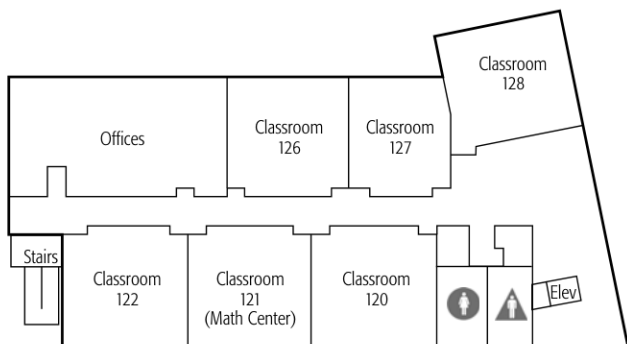 Classroom
128
Offices
Classroom
126
Classroom
127
Stairs
Classroom
122
Classroom
121
(Math Center)
Classroom
120
Elev